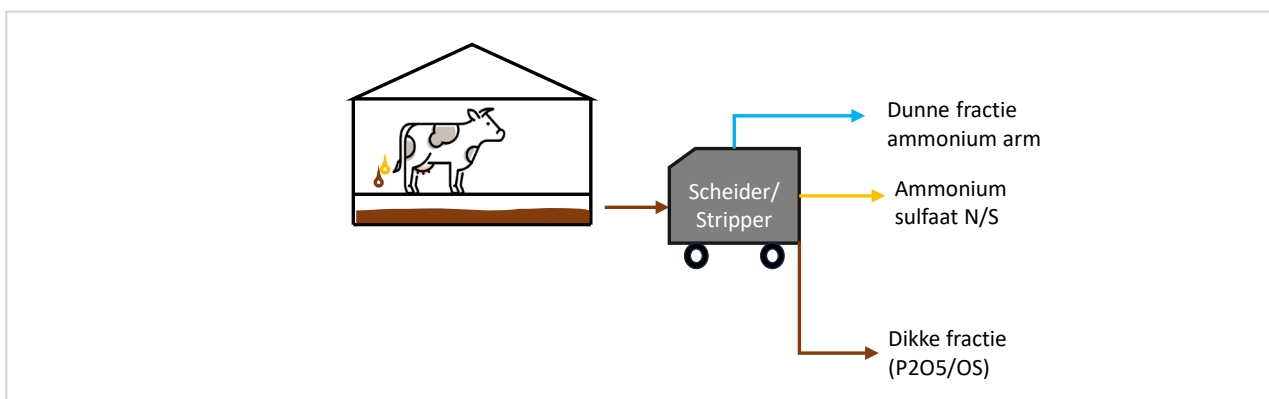 Dunne fractie
ammonium arm
Scheider/
Stripper
Ammonium
sulfaat N/S
Dikke fractie
(P2O5/OS)